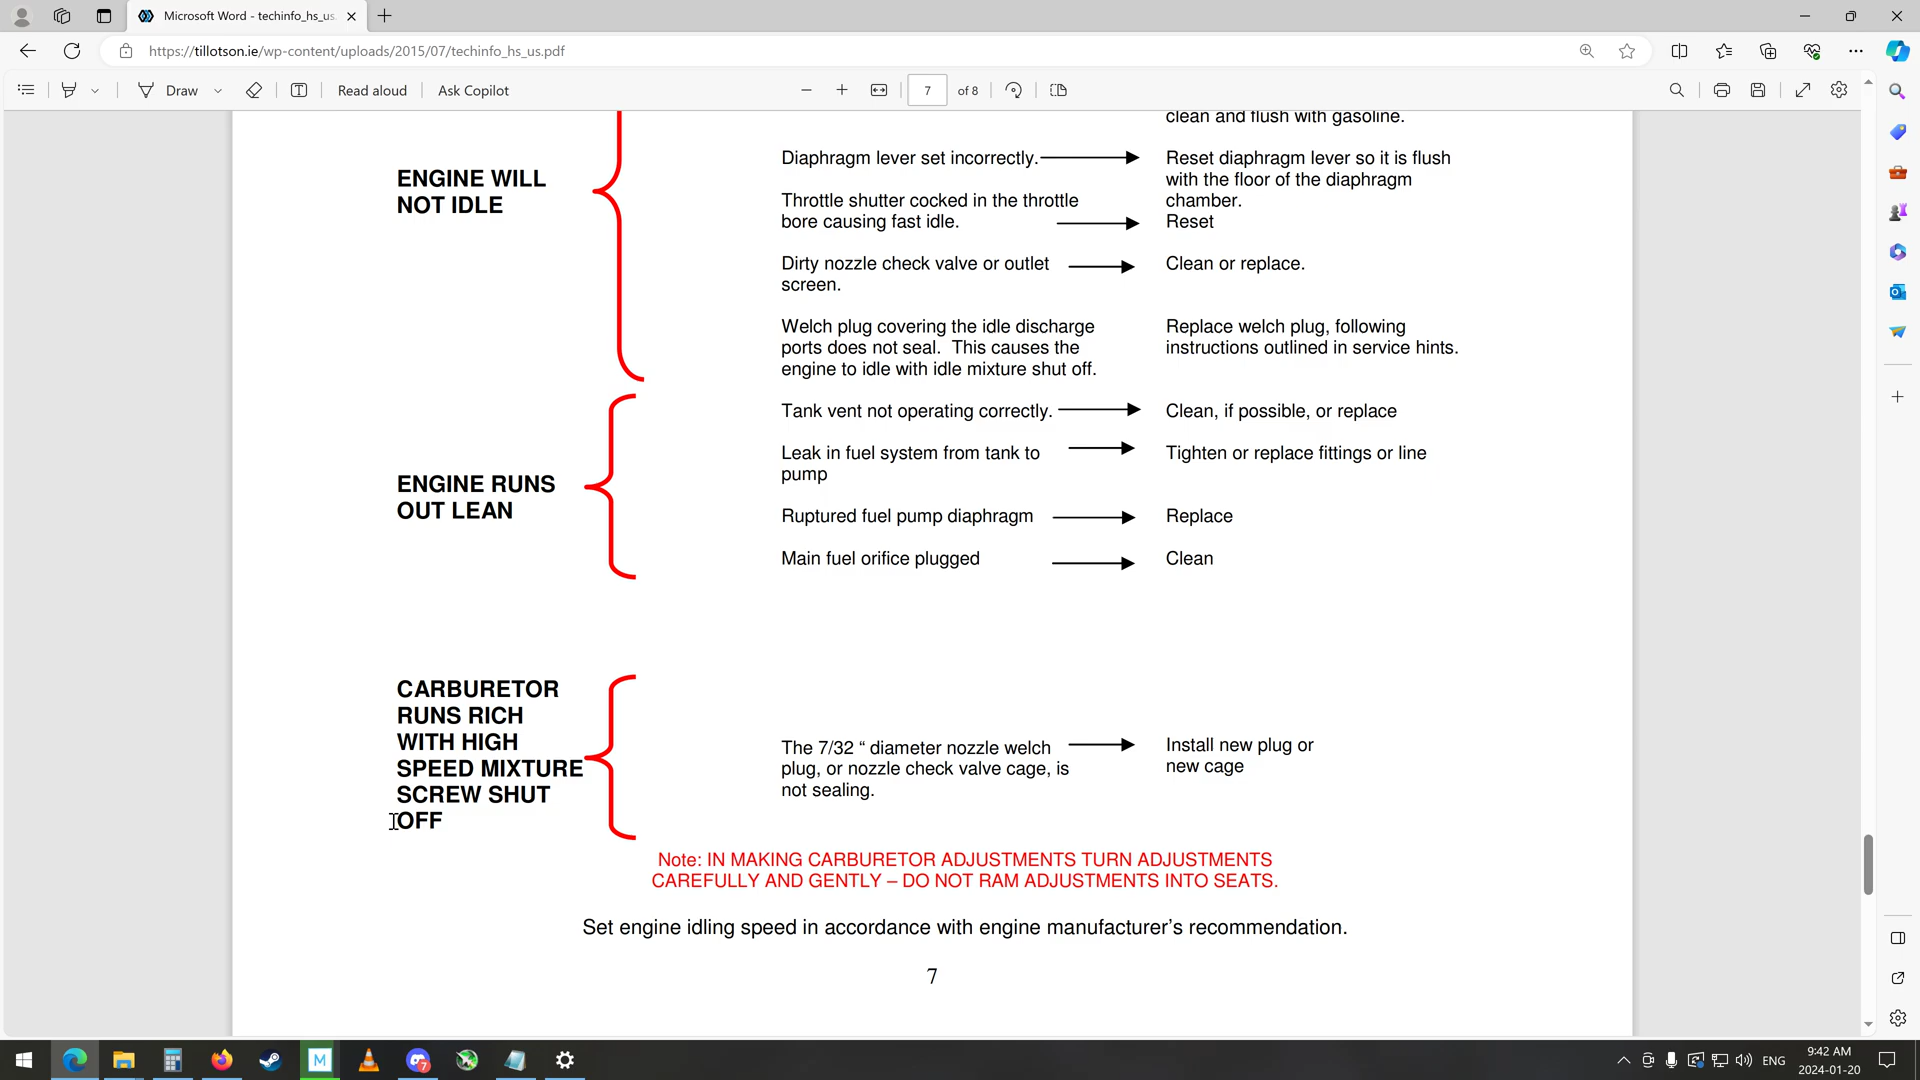 Microsoft Word - techinfo_hs_us.
https://tillotson.ie/wp-content/uploads/2015/07/techinfo_hs_us.pdf
Draw
Read aloud
Ask Copilot
7
of 8
clean and flush with gasoline.
ENGINE WILL
NOT IDLE
Diaphragm lever set incorrectly.
Reset diaphragm lever so it is flush
with the floor of the diaphragm
chamber.
Throttle shutter cocked in the throttle
bore causing fast idle.
Reset
Dirty nozzle check valve or outlet
screen.
Clean or replace.
Welch plug covering the idle discharge
ports does not seal. This causes the
engine to idle with idle mixture shut off.
Replace welch plug, following
instructions outlined in service hints.
ENGINE RUNS
OUT LEAN
Tank vent not operating correctly.
Clean, if possible, or replace
Leak in fuel system from tank to
pump
Tighten or replace fittings or line
Ruptured fuel pump diaphragm
Replace
Main fuel orifice plugged
Clean
CARBURETOR
RUNS RICH
WITH HIGH
SPEED MIXTURE
SCREW SHUT
OFF
The 7/32 “ diameter nozzle welch
plug, or nozzle check valve cage, is
not sealing.
Install new plug or
new cage
Note: IN MAKING CARBURETOR ADJUSTMENTS TURN ADJUSTMENTS
CAREFULLY AND GENTLY – DO NOT RAM ADJUSTMENTS INTO SEATS.
Set engine idling speed in accordance with engine manufacturer’s recommendation.
7
M
7
ENG
9:42 AM
2024-01-20